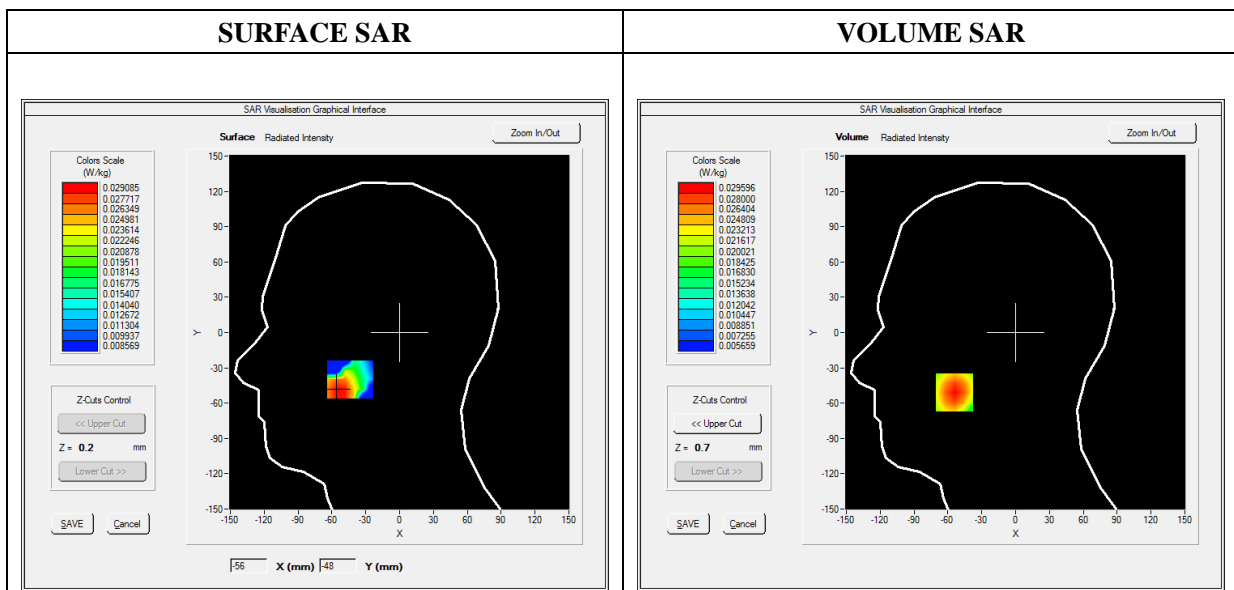 SURFACE SAR
VOLUME SAR
SAR Visualisation Graphical Interface
Surface Radiated Intensity
Zoom In/Out
Colors Scale
(W/kg)
0.029085
0.027717
0.026349
0.024981
0.023614
0.022246
0.020878
0.019511
0.018143
0.016775
0.015407
0.014040
0.012672
0.011304
0.009937
0.008569
Z-Cuts Control
<< Upper Cut
Z = 0.2 mm
Lower Cut >>
SAVE Cancel
150
120
90
60
30
0
-30
-60
-90
-120
-150
Y
-150 -120 -90 -60 -30 0 30 60 90 120 150
X
-56 X (mm) -48 Y (mm)
SAR Visualisation Graphical Interface
Volume Radiated Intensity
Zoom In/Out
Colors Scale
(W/kg)
0.029596
0.028000
0.026404
0.024809
0.023213
0.021617
0.020021
0.018425
0.016830
0.015234
0.013638
0.012042
0.010447
0.008851
0.007255
0.005659
Z-Cuts Control
<< Upper Cut
Z = 0.7 mm
Lower Cut >>
SAVE Cancel
150
120
90
60
30
0
-30
-60
-90
-120
-150
Y
-150 -120 -90 -60 -30 0 30 60 90 120 150
X